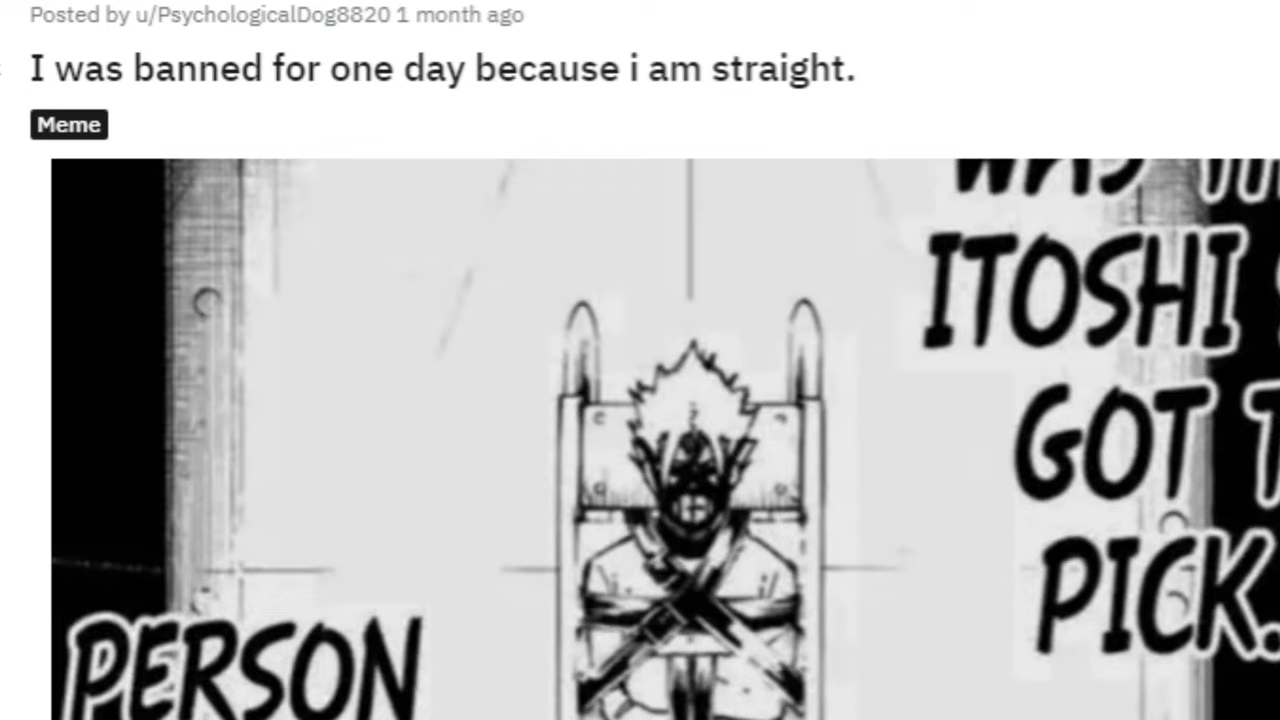 Posted by u/PsychologicalDog8820 1 month ago
I was banned for one day because i am straight.
Meme
WAS
ITOSHI
GOT
PICK.
PERSON